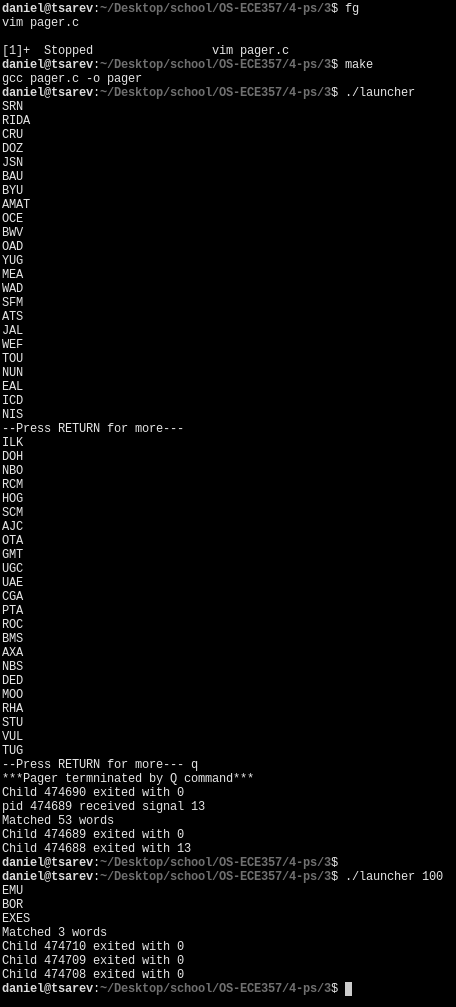 daniel@tsarev:~/Desktop/school/OS-ECE357/4-ps/3$ fg
vim pager.c

[1]+  Stopped                 vim pager.c
daniel@tsarev:~/Desktop/school/OS-ECE357/4-ps/3$ make
gcc pager.c -o pager
daniel@tsarev:~/Desktop/school/OS-ECE357/4-ps/3$ ./launcher
SRN
RIDA
CRU
DOZ
JSN
BAU
BYU
AMAT
OCE
BWV
OAD
YUG
MEA
WAD
SFM
ATS
JAL
WEF
TOU
NUN
EAL
ICD
NIS
--Press RETURN for more---
ILK
DOH
NBO
RCM
HOG
SCM
AJC
OTA
GMT
UGC
UAE
CGA
PTA
ROC
BMS
AXA
NBS
DED
MOO
RHA
STU
VUL
TUG
--Press RETURN for more--- q
***Pager termninated by Q command***
Child 474690 exited with 0
pid 474689 received signal 13
Matched 53 words
Child 474689 exited with 0
Child 474688 exited with 13
daniel@tsarev:~/Desktop/school/OS-ECE357/4-ps/3$
daniel@tsarev:~/Desktop/school/OS-ECE357/4-ps/3$ ./launcher 100
EMU
BOR
EXES
Matched 3 words
Child 474710 exited with 0
Child 474709 exited with 0
Child 474708 exited with 0
daniel@tsarev:~/Desktop/school/OS-ECE357/4-ps/3$